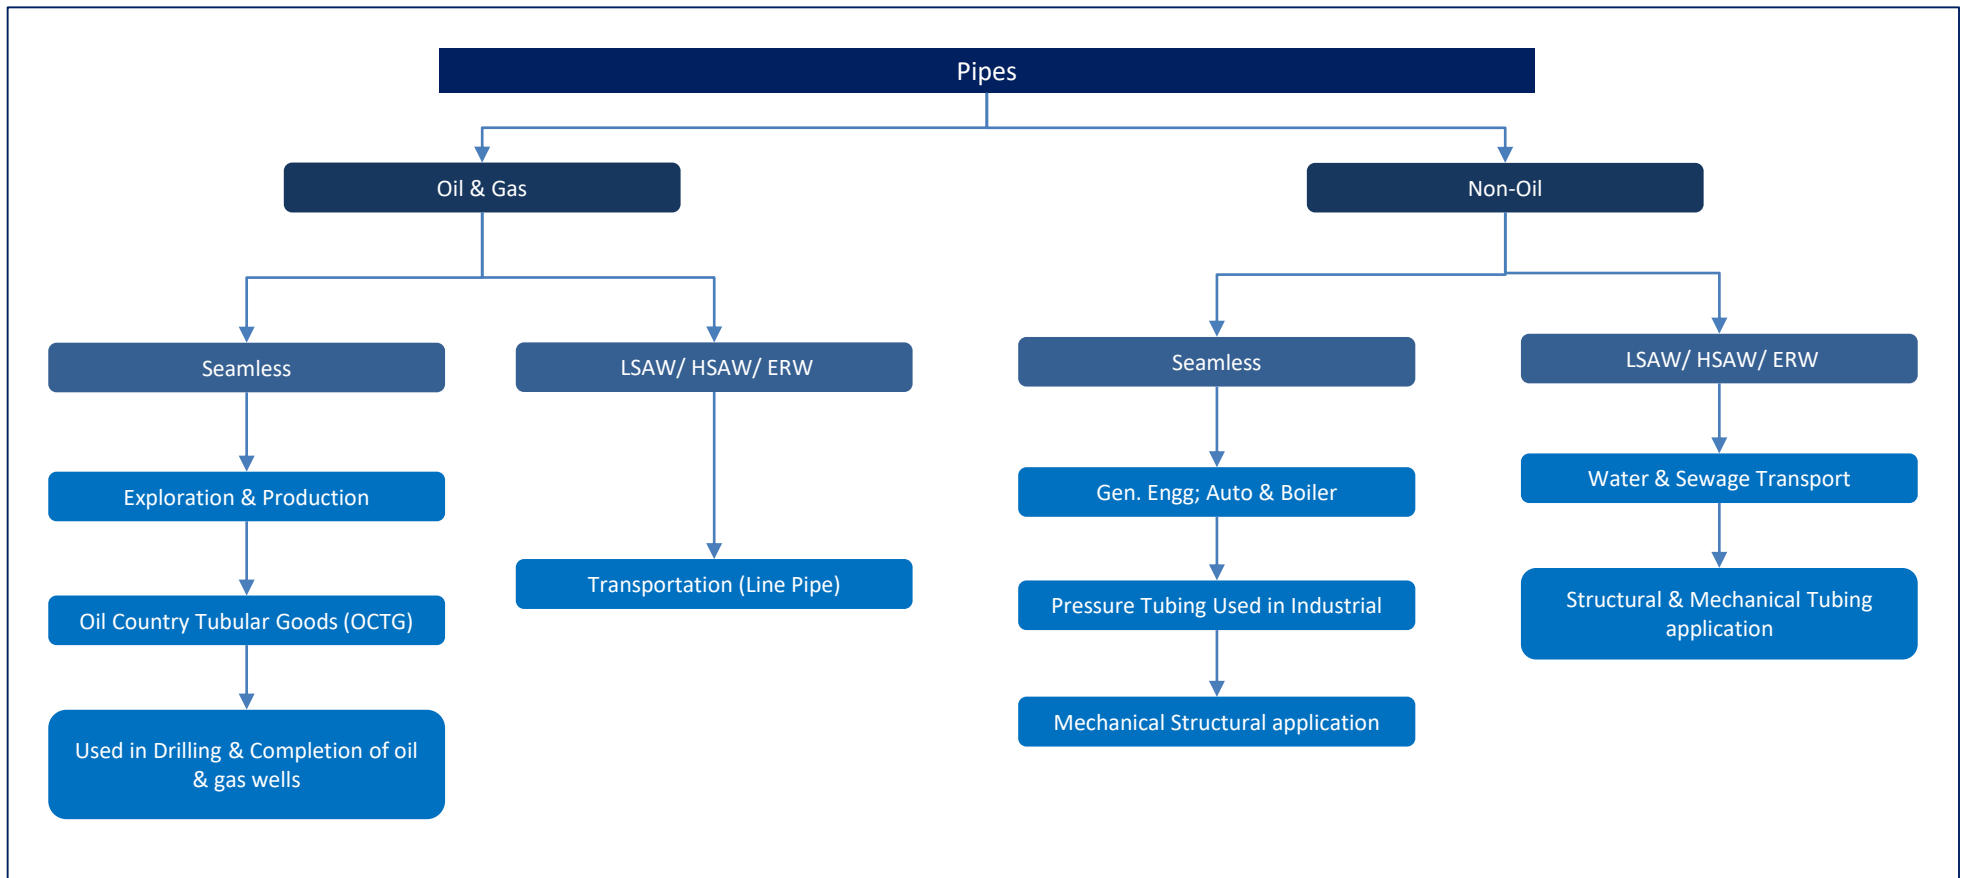 Pipes
Oil & Gas
Non-Oil
Seamless
LSAW/ HSAW/ ERW
Seamless
LSAW/ HSAW/ ERW
Exploration & Production
Gen. Engg; Auto & Boiler
Water & Sewage Transport
Transportation (Line Pipe)
Oil Country Tubular Goods (OCTG)
Pressure Tubing Used in Industrial
Structural & Mechanical Tubing
application
Used in Drilling & Completion of oil
& gas wells
Mechanical Structural application